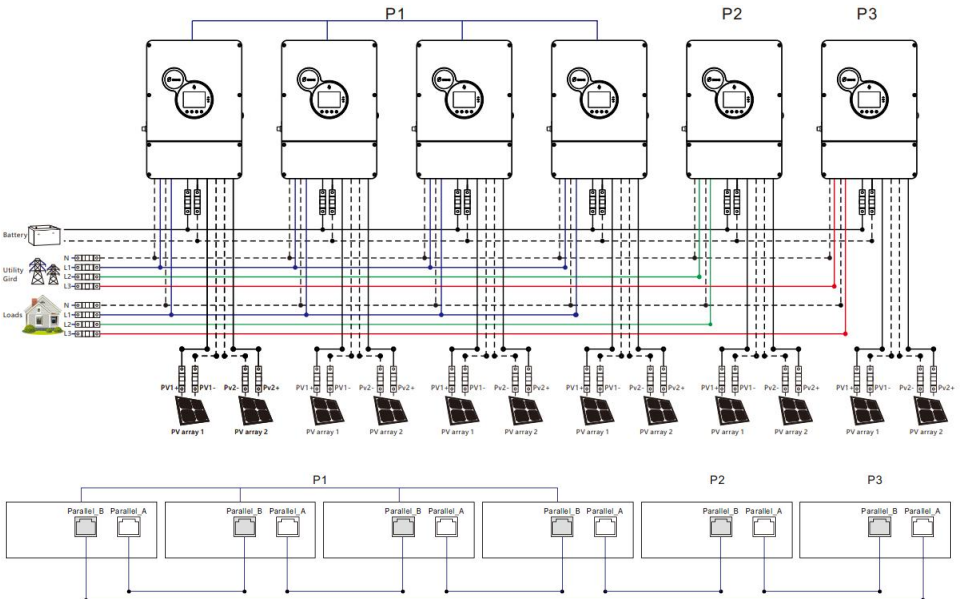 P1 P2 P3
Battery
Utility
Gird
N
L1
L2
L3
Loads
N
L1
L2
L3
PV1+ PV1- Pv2- Pv2+ PV1+ PV1- Pv2- Pv2+ PV1+ PV1- Pv2- Pv2+ PV1+ PV1- Pv2- Pv2+ PV1+ PV1- Pv2- Pv2+ PV1+ PV1- Pv2- Pv2+
PV array 1 PV array 2 PV array 1 PV array 2 PV array 1 PV array 2 PV array 1 PV array 2 PV array 1 PV array 2 PV array 1 PV array 2
P1 P2 P3
Parallel_B Parallel_A Parallel_B Parallel_A Parallel_B Parallel_A Parallel_B Parallel_A Parallel_B Parallel_A Parallel_B Parallel_A